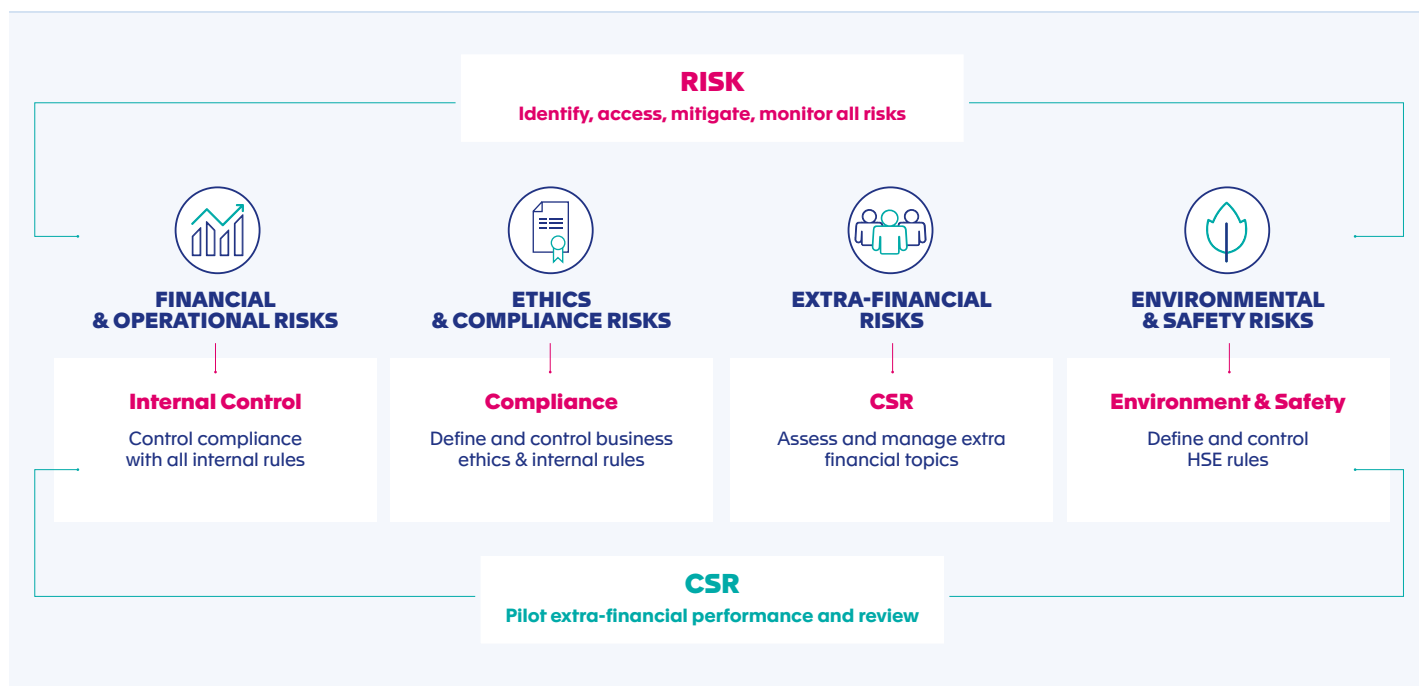 RISK
Identify, access, mitigate, monitor all risks
FINANCIAL
& OPERATIONAL RISKS
ETHICS
& COMPLIANCE RISKS
EXTRA-FINANCIAL
RISKS
ENVIRONMENTAL
& SAFETY RISKS
Internal Control
Control compliance
with all internal rules
Compliance
Define and control business
ethics & internal rules
CSR
Assess and manage extra
financial topics
Environment & Safety
Define and control
HSE rules
CSR
Pilot extra-financial performance and review